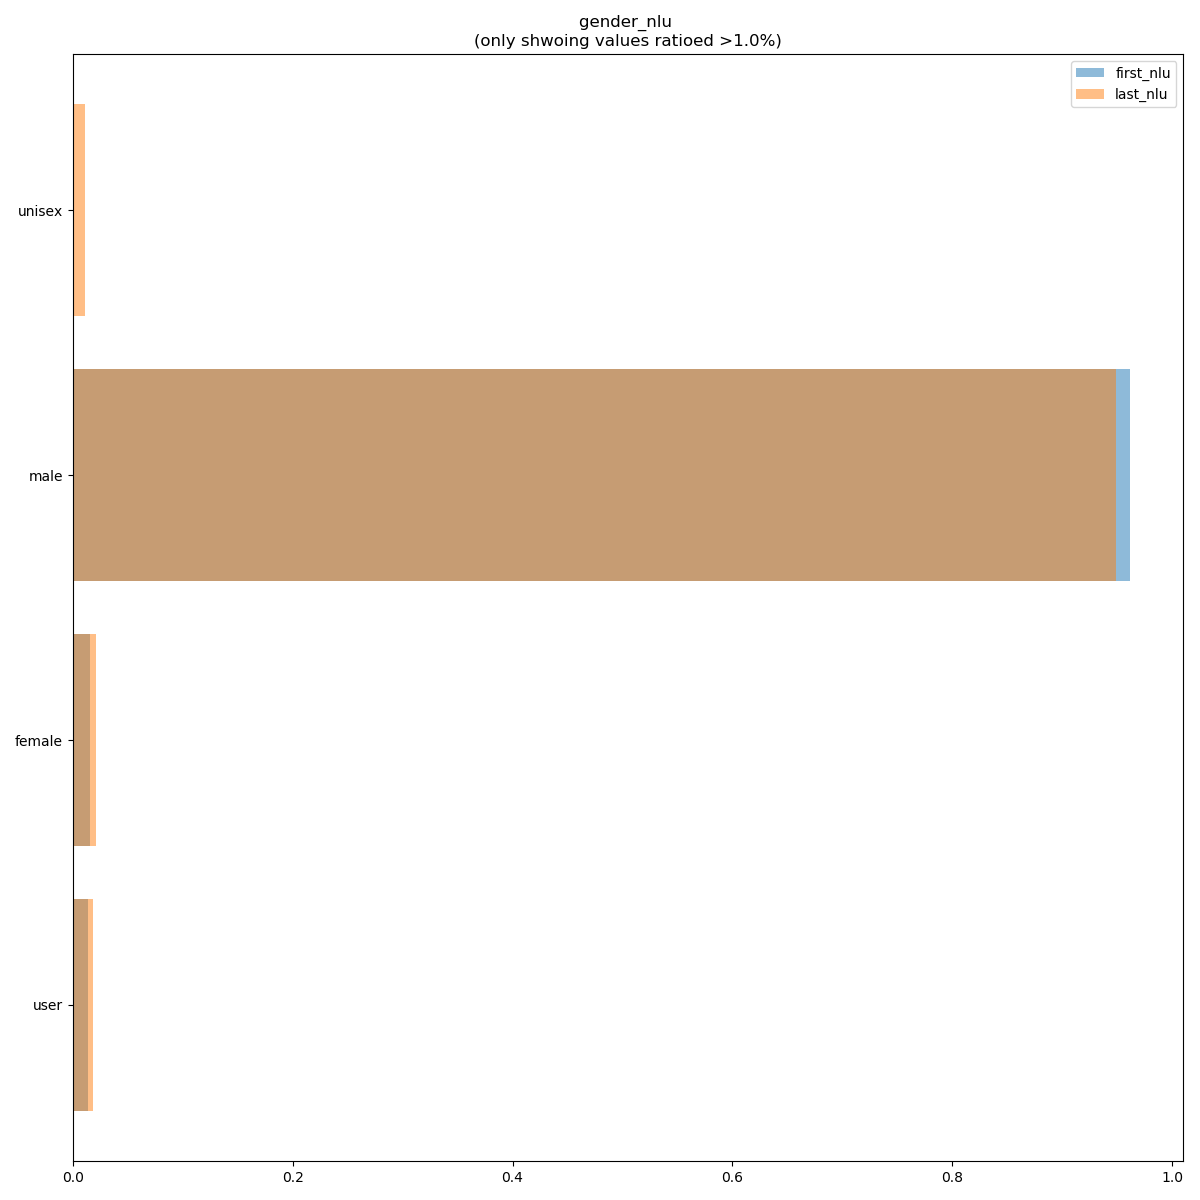 gender_nlu
(only shwoing values ratioed >1.0%)
first_nlu
last_nlu
unisex
male
female
user
0.0 0.2 0.4 0.6 0.8 1.0